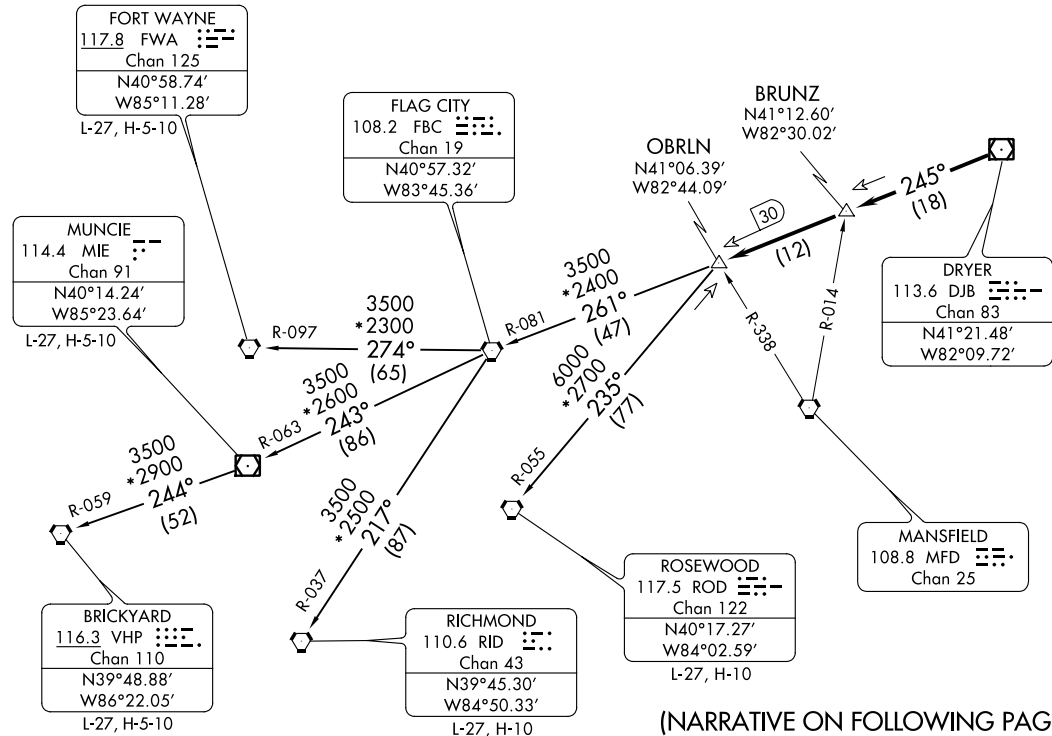 FORT WAYNE
117.8 FWA
Chan 125
N40°58.74'
W85°11.28'
L-27, H-5-10
FLAG CITY
108.2 FBC
Chan 19
N40°57.32'
W83°45.36'
BRUNZ
N41°12.60'
W82°30.02'
OBRLN
N41°06.39'
W82°44.09'
245°
(18)
30
(12)
MUNCIE
114.4 MIE
Chan 91
N40°14.24'
W85°23.64'
L-27, H-5-10
DRYER
113.6 DJB
Chan 83
N41°21.48'
W82°09.72'
3500
*2400
261°
(47)
R-081
3500
*2300
274°
(65)
R-097
R-338
R-014
6000
*2700
235°
(77)
R-055
3500
*2600
243°
(86)
R-063
3500
*2900
244°
(52)
R-059
3500
*2500
217°
(87)
R-037
MANSFIELD
108.8 MFD
Chan 25
ROSEWOOD
117.5 ROD
Chan 122
N40°17.27'
W84°02.59'
L-27, H-10
BRICKYARD
116.3 VHP
Chan 110
N39°48.88'
W86°22.05'
L-27, H-5-10
RICHMOND
110.6 RID
Chan 43
N39°45.30'
W84°50.33'
L-27, H-10
(NARRATIVE ON FOLLOWING PAG